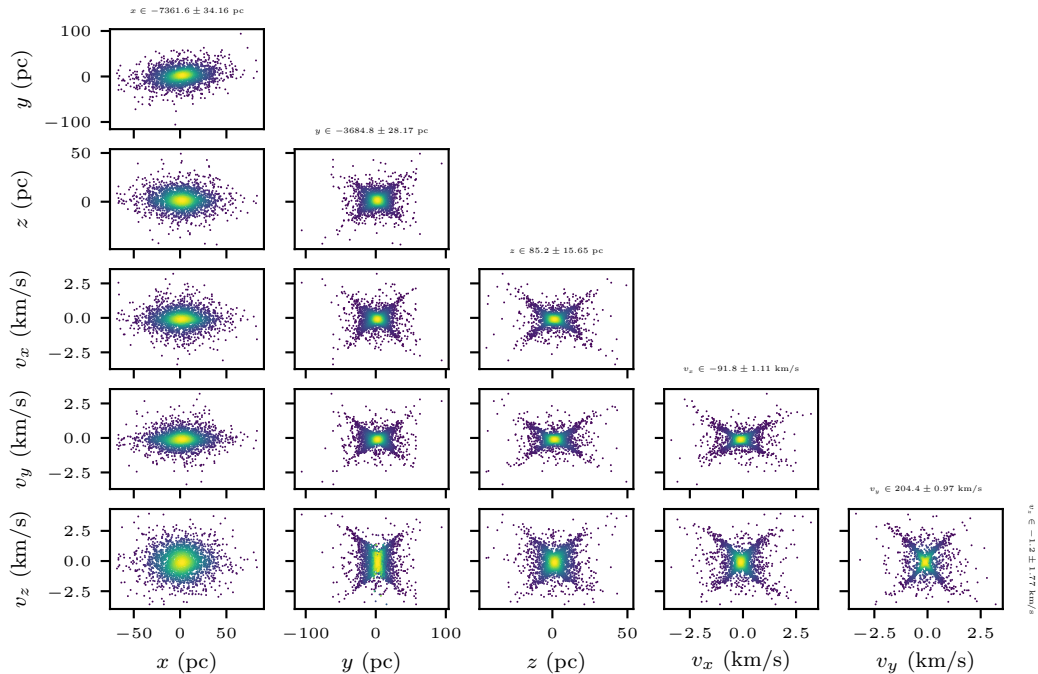 x ∈ −7361.6 ± 34.16 pc
100
0
−100
y (pc)
y ∈ −3684.8 ± 28.17 pc
50
0
z (pc)
z ∈ 85.2 ± 15.65 pc
2.5
0.0
−2.5
v_x (km/s)
v_x ∈ −91.8 ± 1.11 km/s
2.5
0.0
−2.5
v_y (km/s)
v_y ∈ 204.4 ± 0.97 km/s
2.5
0.0
−2.5
v_z (km/s)
v_z ∈ −1.2 ± 1.77 km/s
−50 0 50 −100 0 100 0 50 −2.5 0.0 2.5 −2.5 0.0 2.5
x (pc) y (pc) z (pc) v_x (km/s) v_y (km/s)